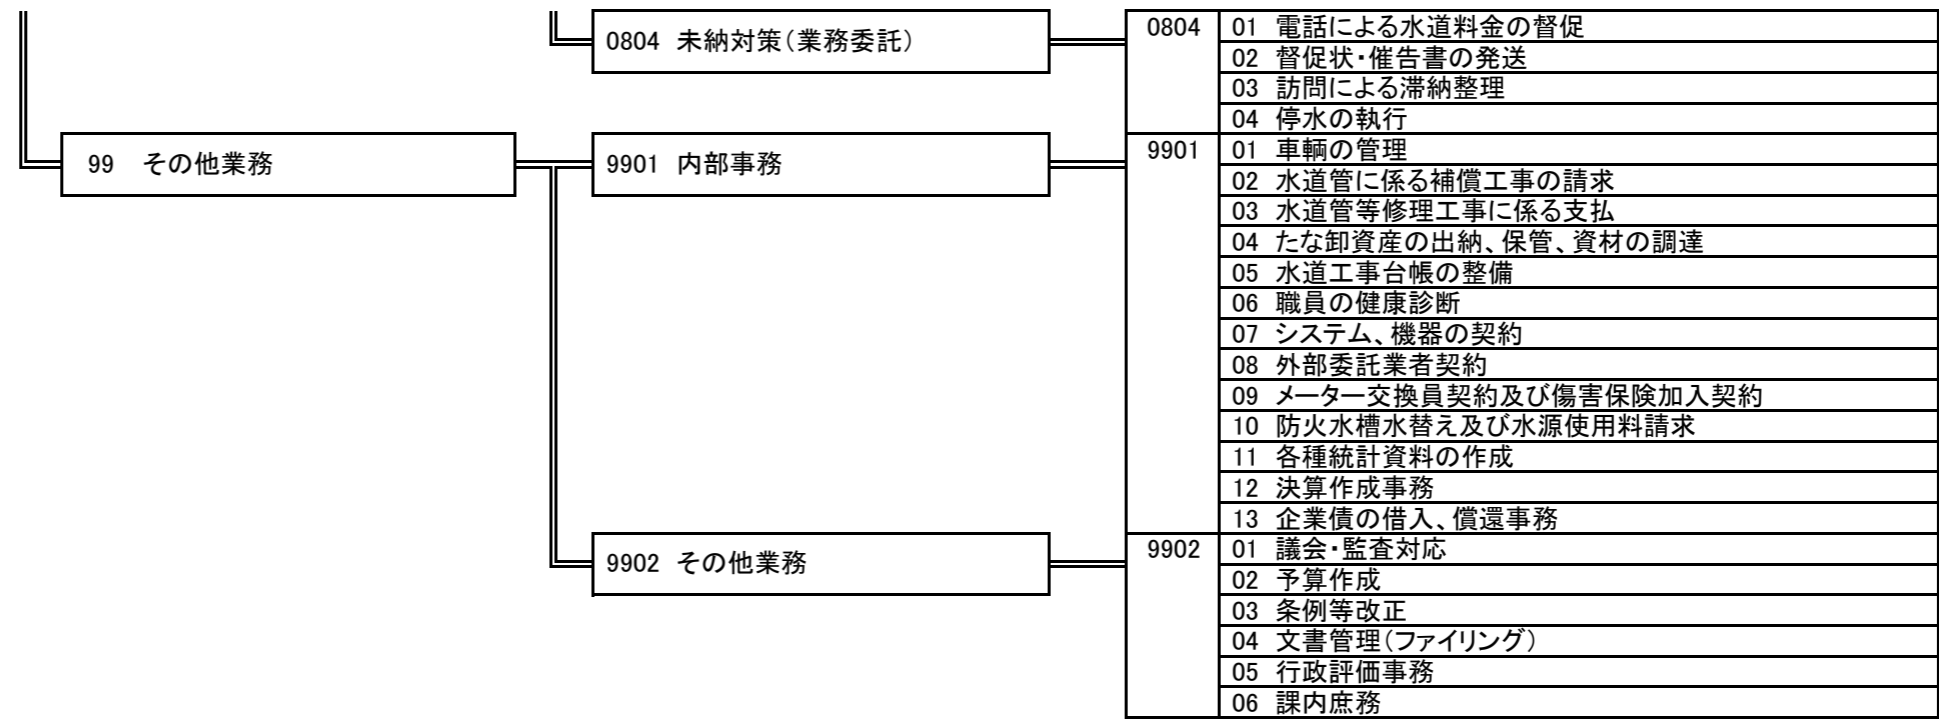 0804 未納対策（業務委託）
0804
01 電話による水道料金の督促
02 督促状・催告書の発送
03 訪問による滞納整理
04 停水の執行
99 その他業務
9901 内部事務
9901
01 車輌の管理
02 水道管に係る補償工事の請求
03 水道管等修理工事に係る支払
04 たな卸資産の出納、保管、資材の調達
05 水道工事台帳の整備
06 職員の健康診断
07 システム、機器の契約
08 外部委託業者契約
09 メーター交換員契約及び傷害保険加入契約
10 防火水槽水替え及び水源使用料請求
11 各種統計資料の作成
12 決算作成事務
13 企業債の借入、償還事務
9902 その他業務
9902
01 議会・監査対応
02 予算作成
03 条例等改正
04 文書管理（ファイリング）
05 行政評価事務
06 課内庶務